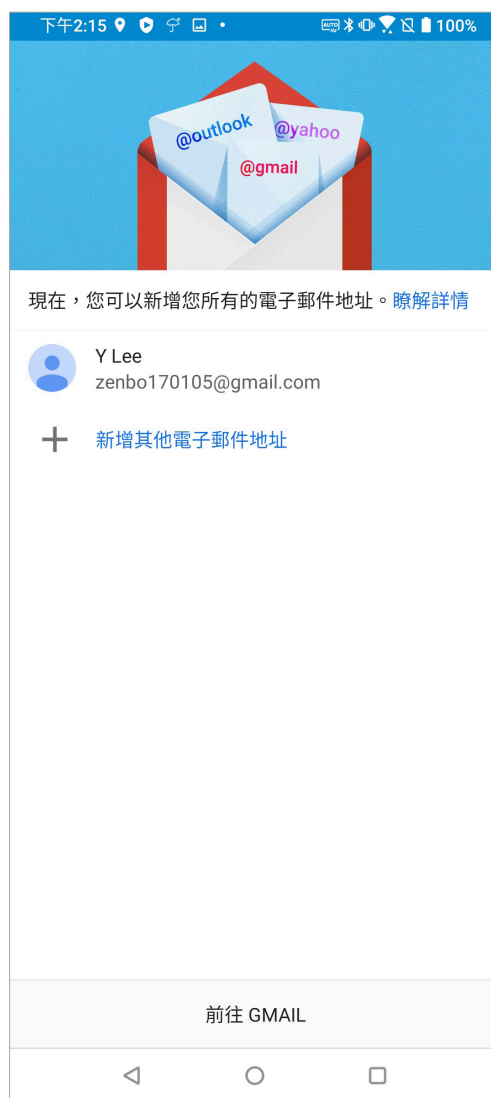 下午2:15
AUTO
100%
@outlook
@yahoo
@gmail
現在，您可以新增您所有的電子郵件地址。瞭解詳情
Y Lee
zenbo170105@gmail.com
新增其他電子郵件地址
前往 GMAIL